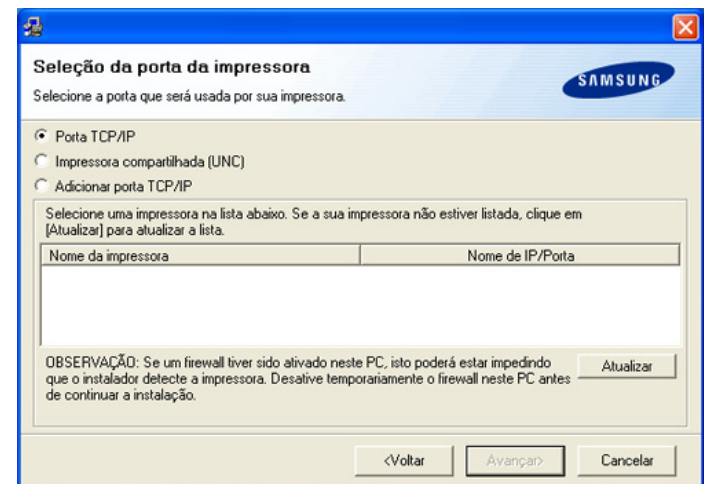 Seleção da porta da impressora
Selecione a porta que será usada por sua impressora.
SAMSUNG
Porta TCP/IP
Impressora compartilhada (UNC)
Adicionar porta TCP/IP
Selecione uma impressora na lista abaixo. Se a sua impressora não estiver listada, clique em
[Atualizar] para atualizar a lista.
Nome da impressora
Nome de IP/Porta
OBSERVAÇÃO: Se um firewall tiver sido ativado neste PC, isto poderá estar impedindo
que o instalador detecte a impressora. Desative temporariamente o firewall neste PC antes
de continuar a instalação.
Atualizar
<Voltar
Avançar>
Cancelar